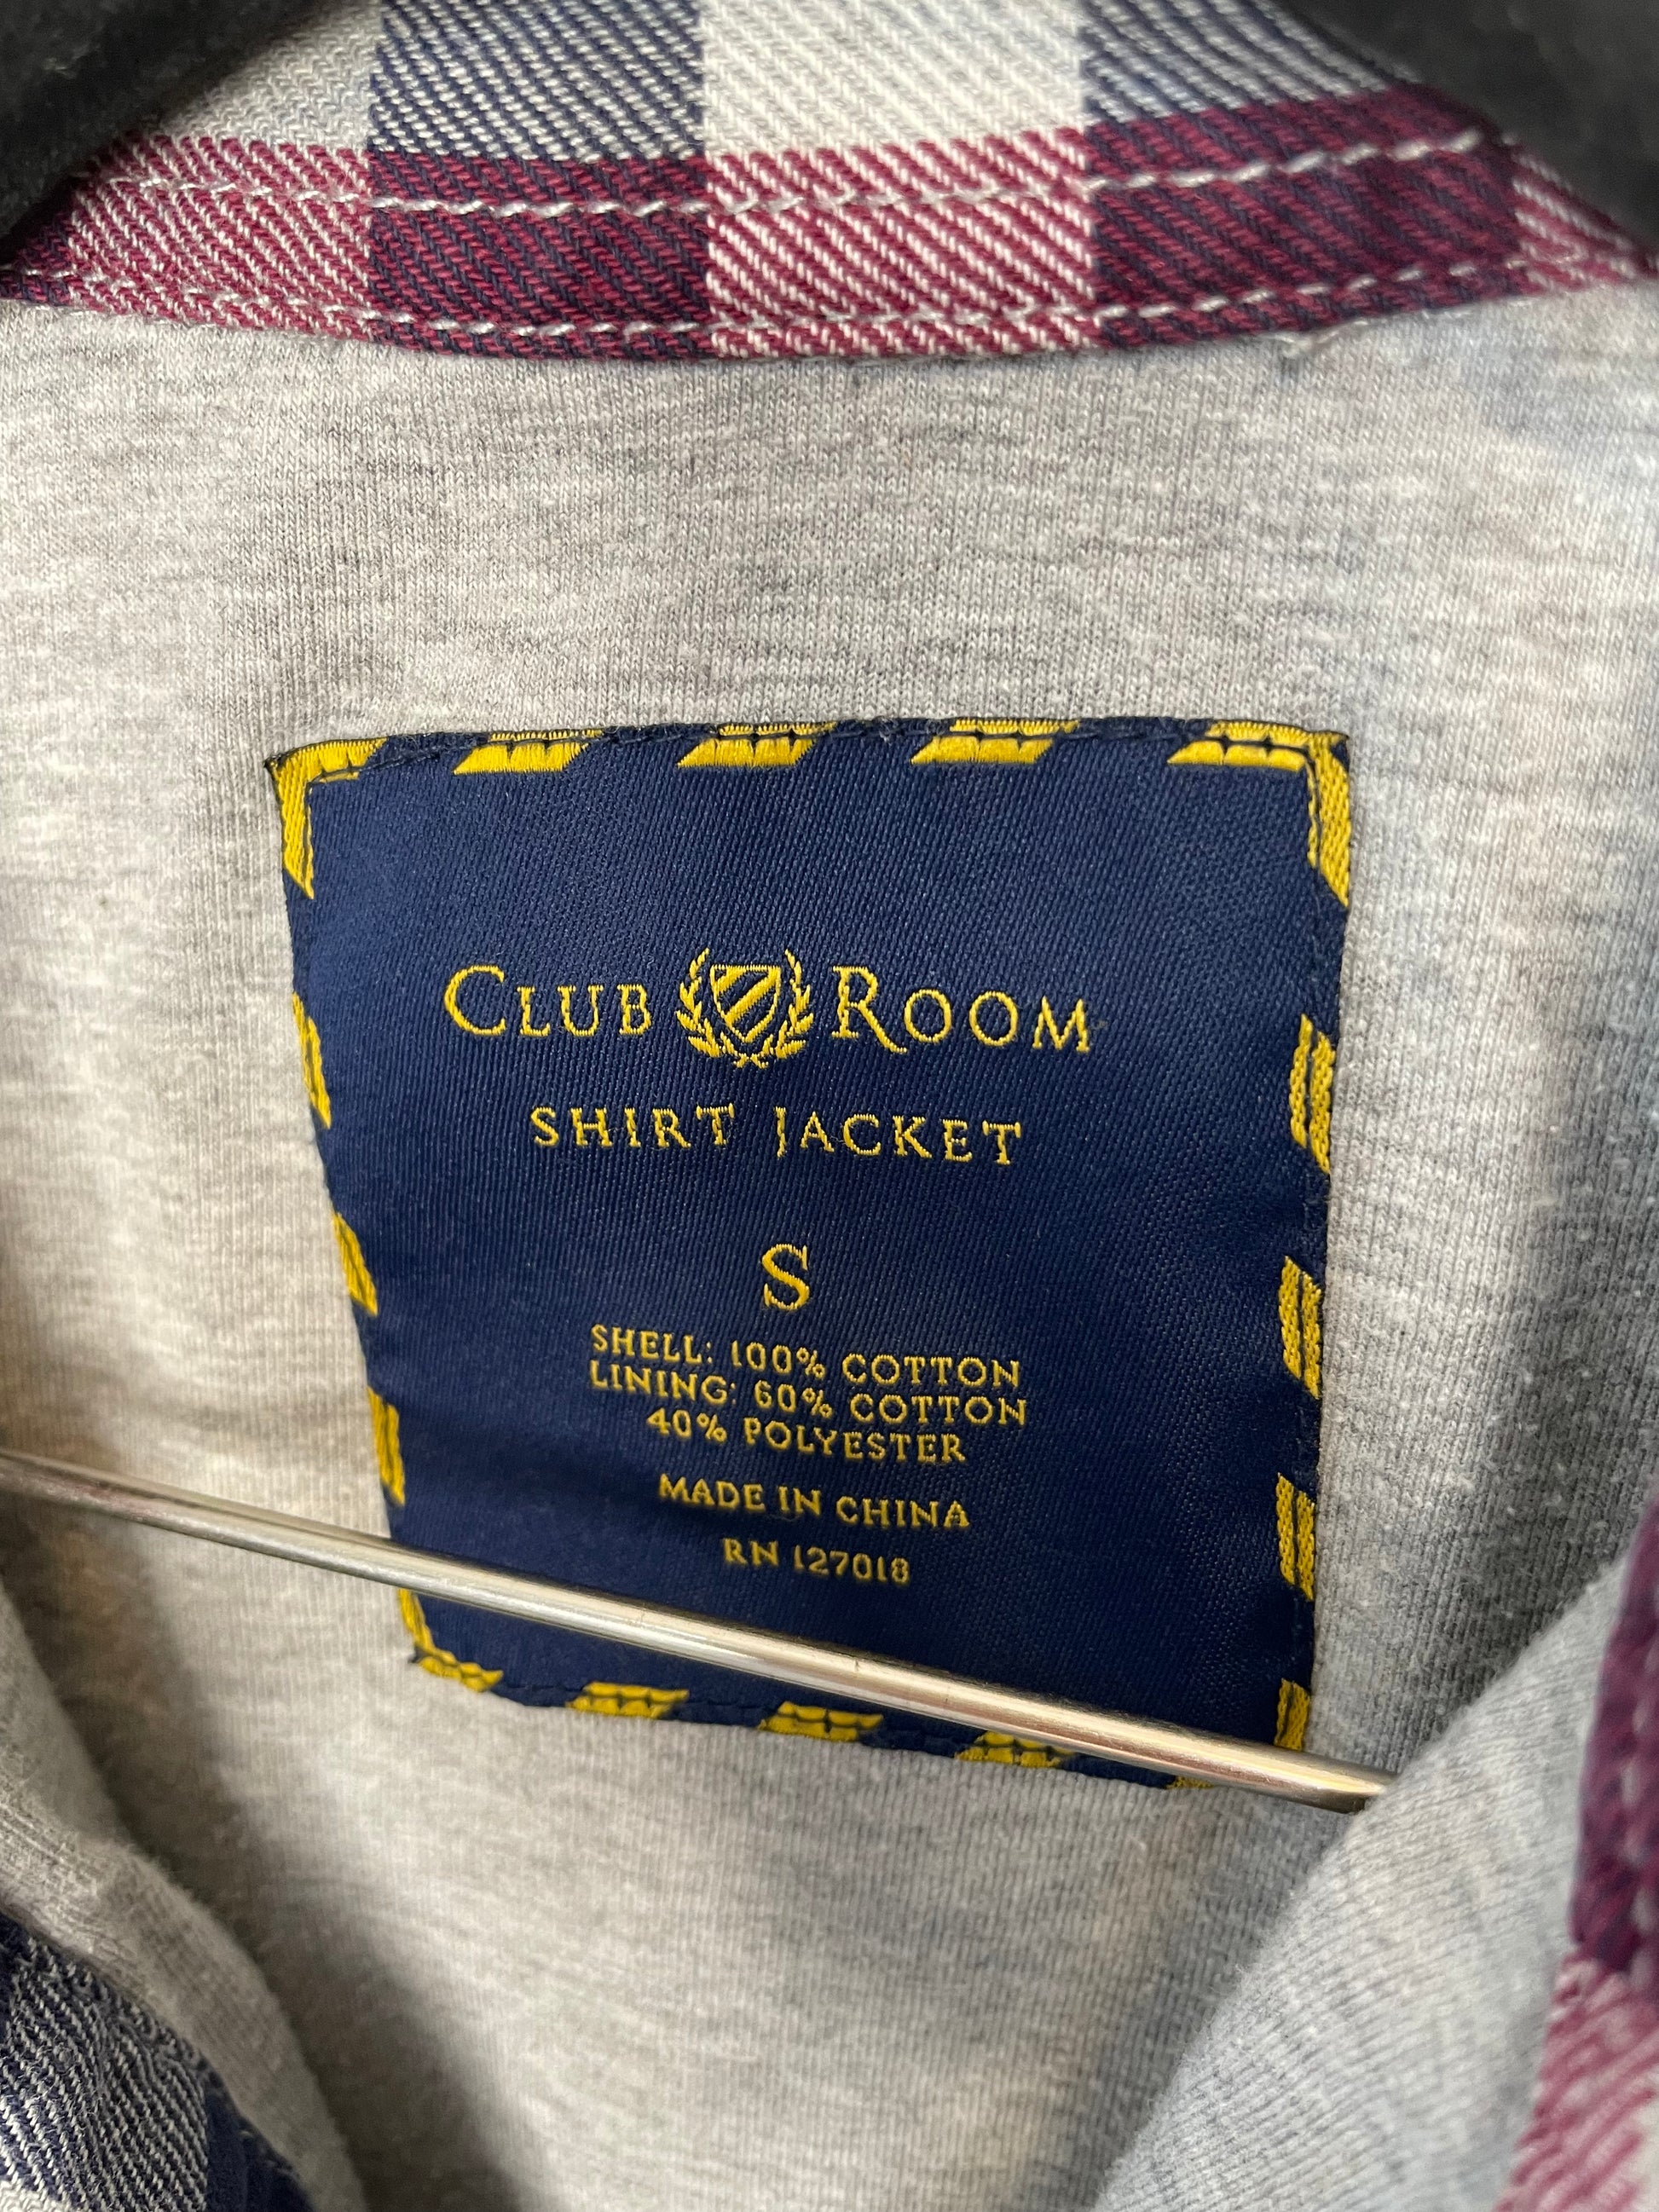 CLUB ROOM
SHIRT JACKET
S
SHELL: 100% COTTON
LINING: 60% COTTON
40% POLYESTER
MADE IN CHINA
RN 127018